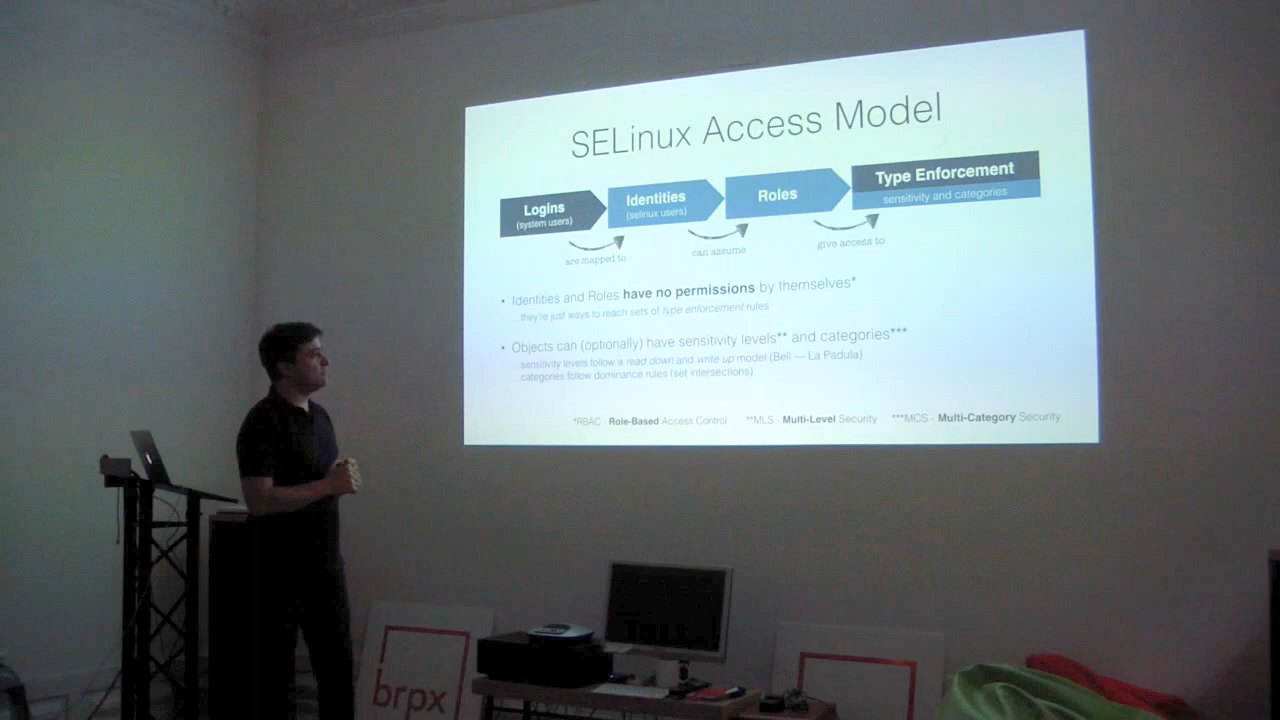 SELinux Access Model
Logins
(system users)
Identities
(selinux users)
Roles
Type Enforcement
sensitivity and categories
are mapped to
can assume
give access to
• Identities and Roles have no permissions by themselves*
...they're just ways to reach sets of type enforcement rules
• Objects can (optionally) have sensitivity levels** and categories***
...sensitivity levels follow a read down and write up model (Bell — La Padula)
...categories follow dominance rules (set intersections)
*RBAC - Role-Based Access Control **MLS - Multi-Level Security ***MCS - Multi-Category Security
brpx